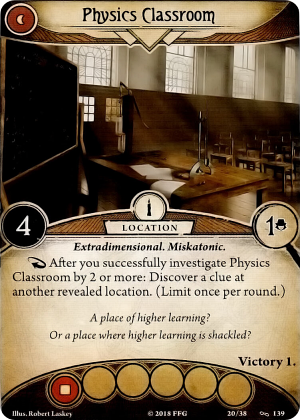 Physics Classroom
4
LOCATION
1
Extradimensional. Miskatonic.
After you successfully investigate Physics
Classroom by 2 or more: Discover a clue at
another revealed location. (Limit once per round.)
A place of higher learning?
Or a place where higher learning is shackled?
Victory 1.
Illus. Robert Laskey
© 2018 FFG
20/38
139